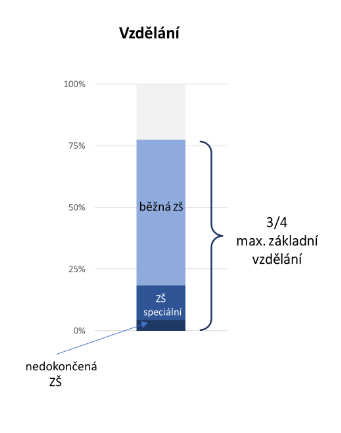 Vzdělání
100%
75%
50%
25%
0%
běžná ZŠ
ZŠ
speciální
3/4
max. základní
vzdělání
nedokončená
ZŠ